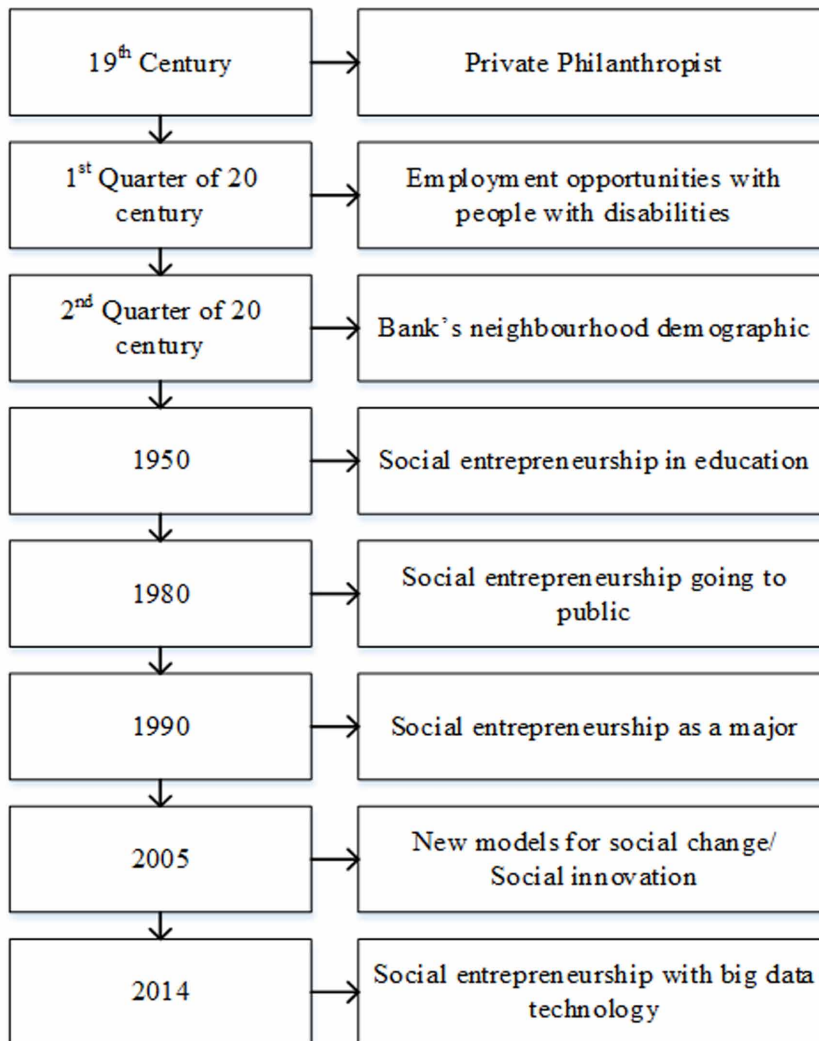 19th Century
Private Philanthropist
1st Quarter of 20
century
Employment opportunities with
people with disabilities
2nd Quarter of 20
century
Bank's neighbourhood demographic
1950
Social entrepreneurship in education
1980
Social entrepreneurship going to
public
1990
Social entrepreneurship as a major
2005
New models for social change/
Social innovation
2014
Social entrepreneurship with big data
technology